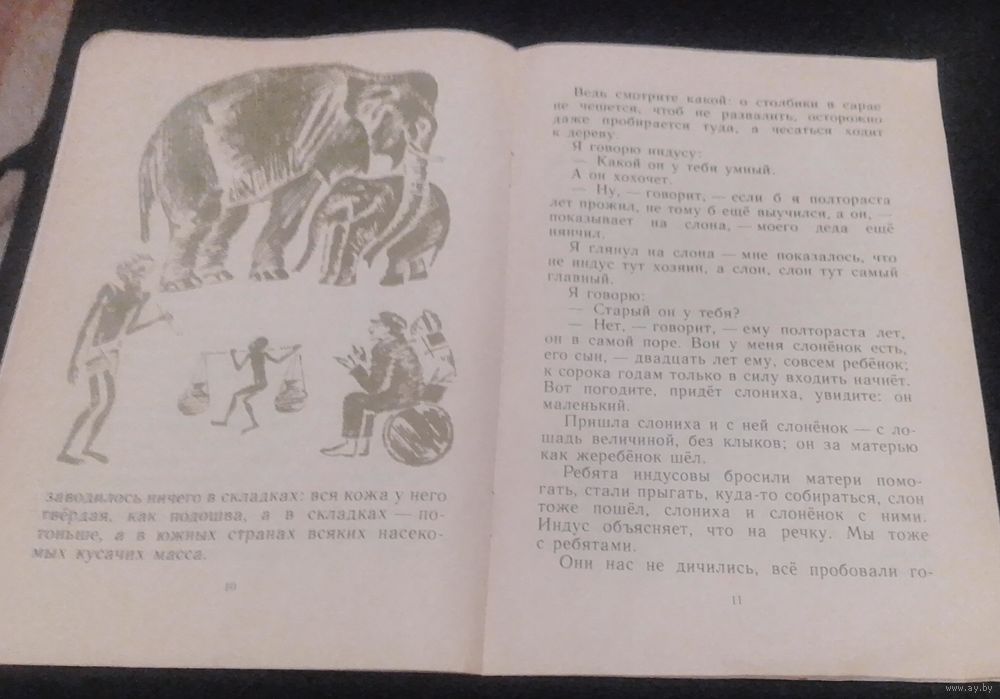 заводилось ничего в складках: вся кожа у него
твёрдая, как подошва, а в складках — по-
тоньше, а в южных странах всяких насеко-
мых кусачих масса.
10
Ведь смотрите какой: о столбики в сарае
не чешется, чтоб не развалить, осторожно
даже пробирается туда, а чесаться ходит
к дереву.
Я говорю индусу:
— Какой он у тебя умный.
А он хохочет.
— Ну, — говорит, — если б я полтораста
лет прожил, не тому б ещё выучился, а он, —
показывает на слона, — моего деда ещё
нянчил.
Я глянул на слона — мне показалось, что
не индус тут хозяин, а слон, слон тут самый
главный.
Я говорю:
— Старый он у тебя?
— Нет, — говорит, — ему полтораста лет,
он в самой поре. Вон у меня слонёнок есть,
его сын, — двадцать лет ему, совсем ребёнок;
к сорока годам только в силу входить начнёт.
Вот погодите, придёт слониха, увидите: он
маленький.
Пришла слониха и с ней слонёнок — с ло-
шадь величиной, без клыков; он за матерью
как жеребёнок шёл.
Ребята индусовы бросили матери помо-
гать, стали прыгать, куда-то собираться, слон
тоже пошёл, слониха и слонёнок с ними.
Индус объясняет, что на речку. Мы тоже
с ребятами.
Они нас не дичились, всё пробовали го-
11
www.ay.by